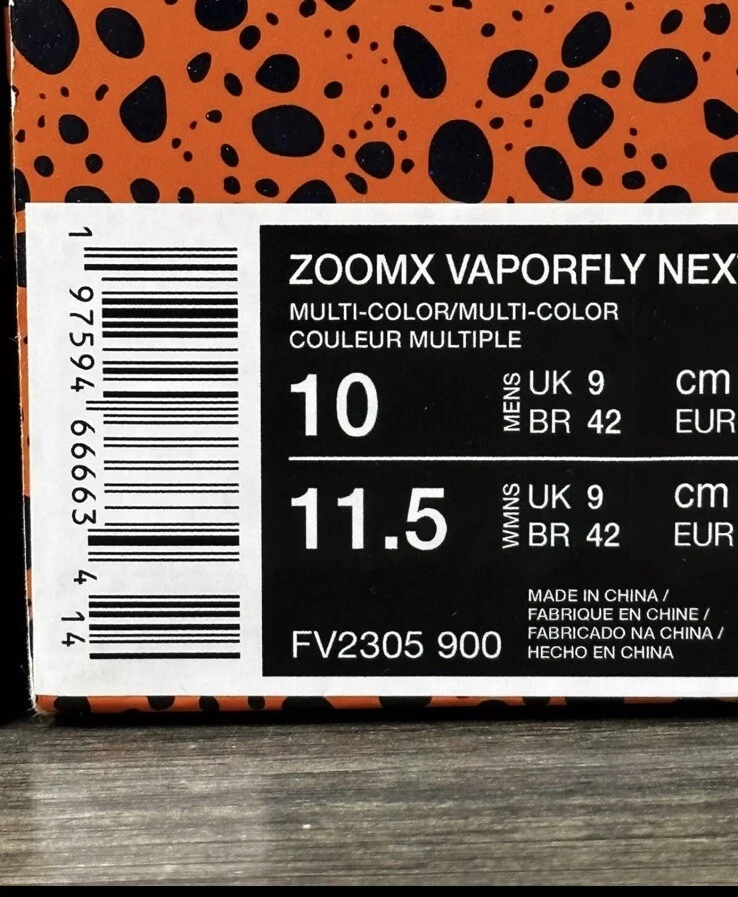 1 97594 66663 4 14
ZOOMX VAPORFLY NEX
MULTI-COLOR/MULTI-COLOR
COULEUR MULTIPLE
10 MENS UK 9 cm
BR 42 EUR
11.5 WMNS UK 9 cm
BR 42 EUR
FV2305 900
MADE IN CHINA /
FABRIQUE EN CHINE /
FABRICADO NA CHINA /
HECHO EN CHINA